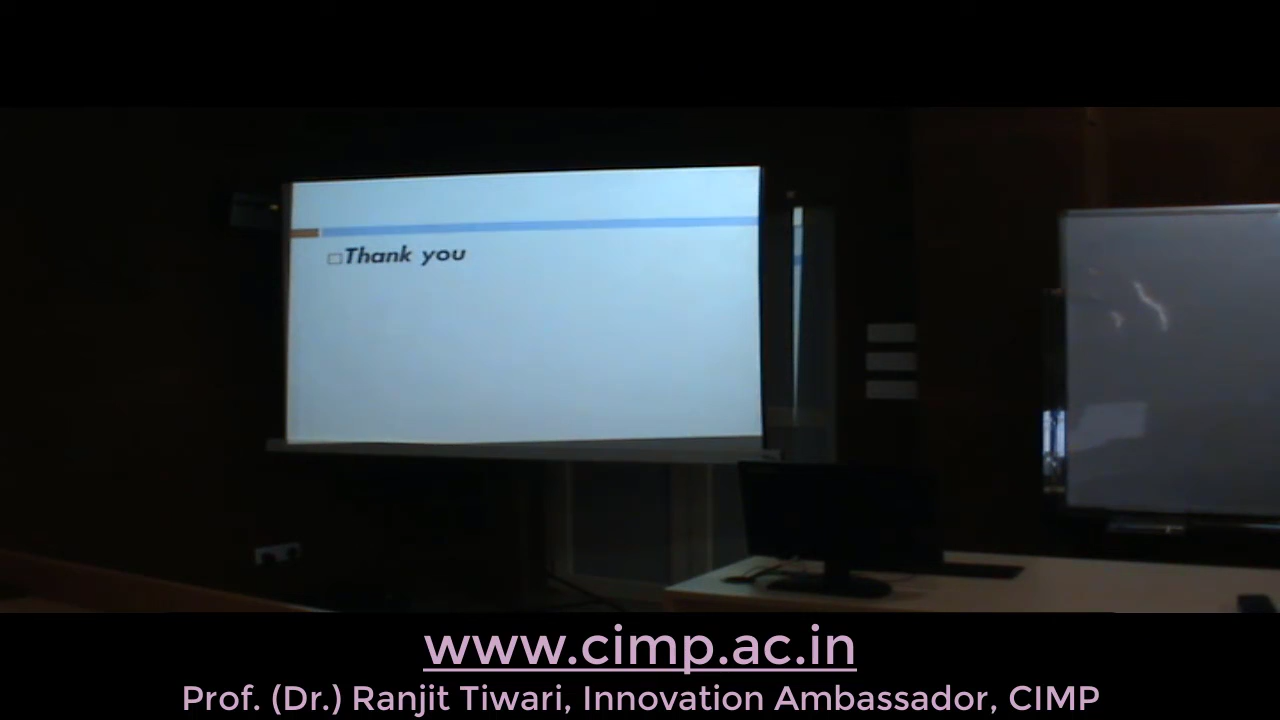 Thank you
www.cimp.ac.in
Prof. (Dr.) Ranjit Tiwari, Innovation Ambassador, CIMP